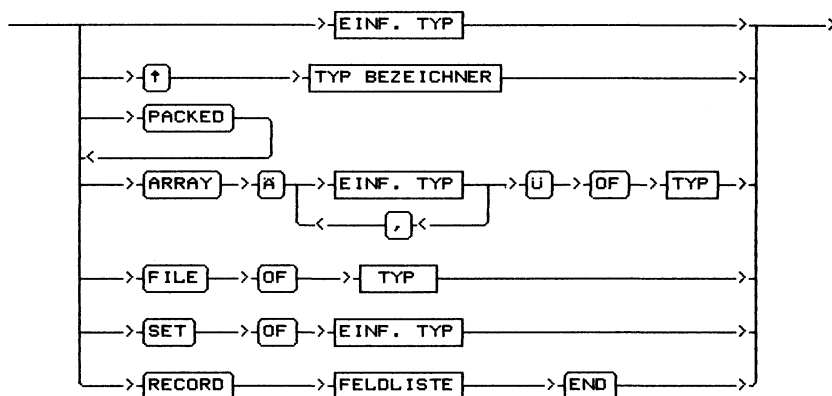 EINF. TYP
↑ TYP BEZEICHNER
PACKED
ARRAY Ä EINF. TYP Ü OF TYP
,
FILE OF TYP
SET OF EINF. TYP
RECORD FELDLISTE END